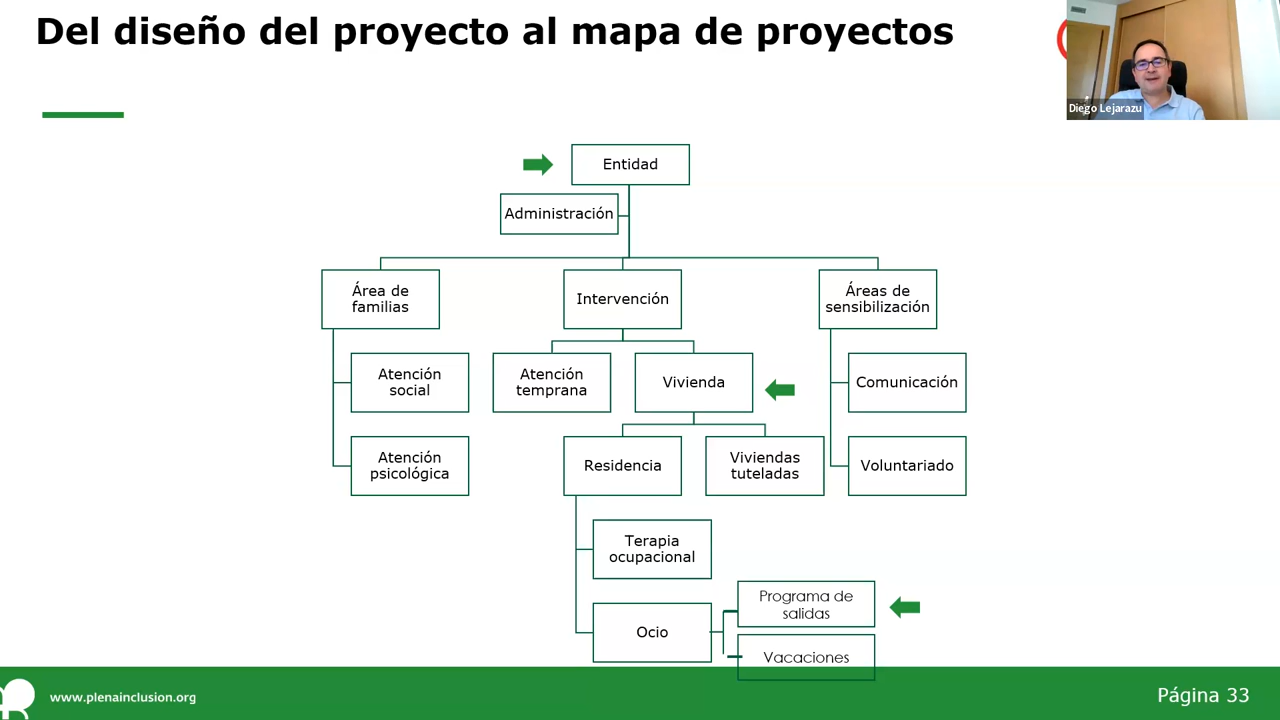 Del diseño del proyecto al mapa de proyectos
Diego Lejarazu
Entidad
Administración
Área de
familias
Intervención
Áreas de
sensibilización
Atención
social
Atención
temprana
Vivienda
Comunicación
Atención
psicológica
Residencia
Viviendas
tuteladas
Voluntariado
Terapia
ocupacional
Programa de
salidas
Ocio
Vacaciones
www.plenainclusion.org
Página 33